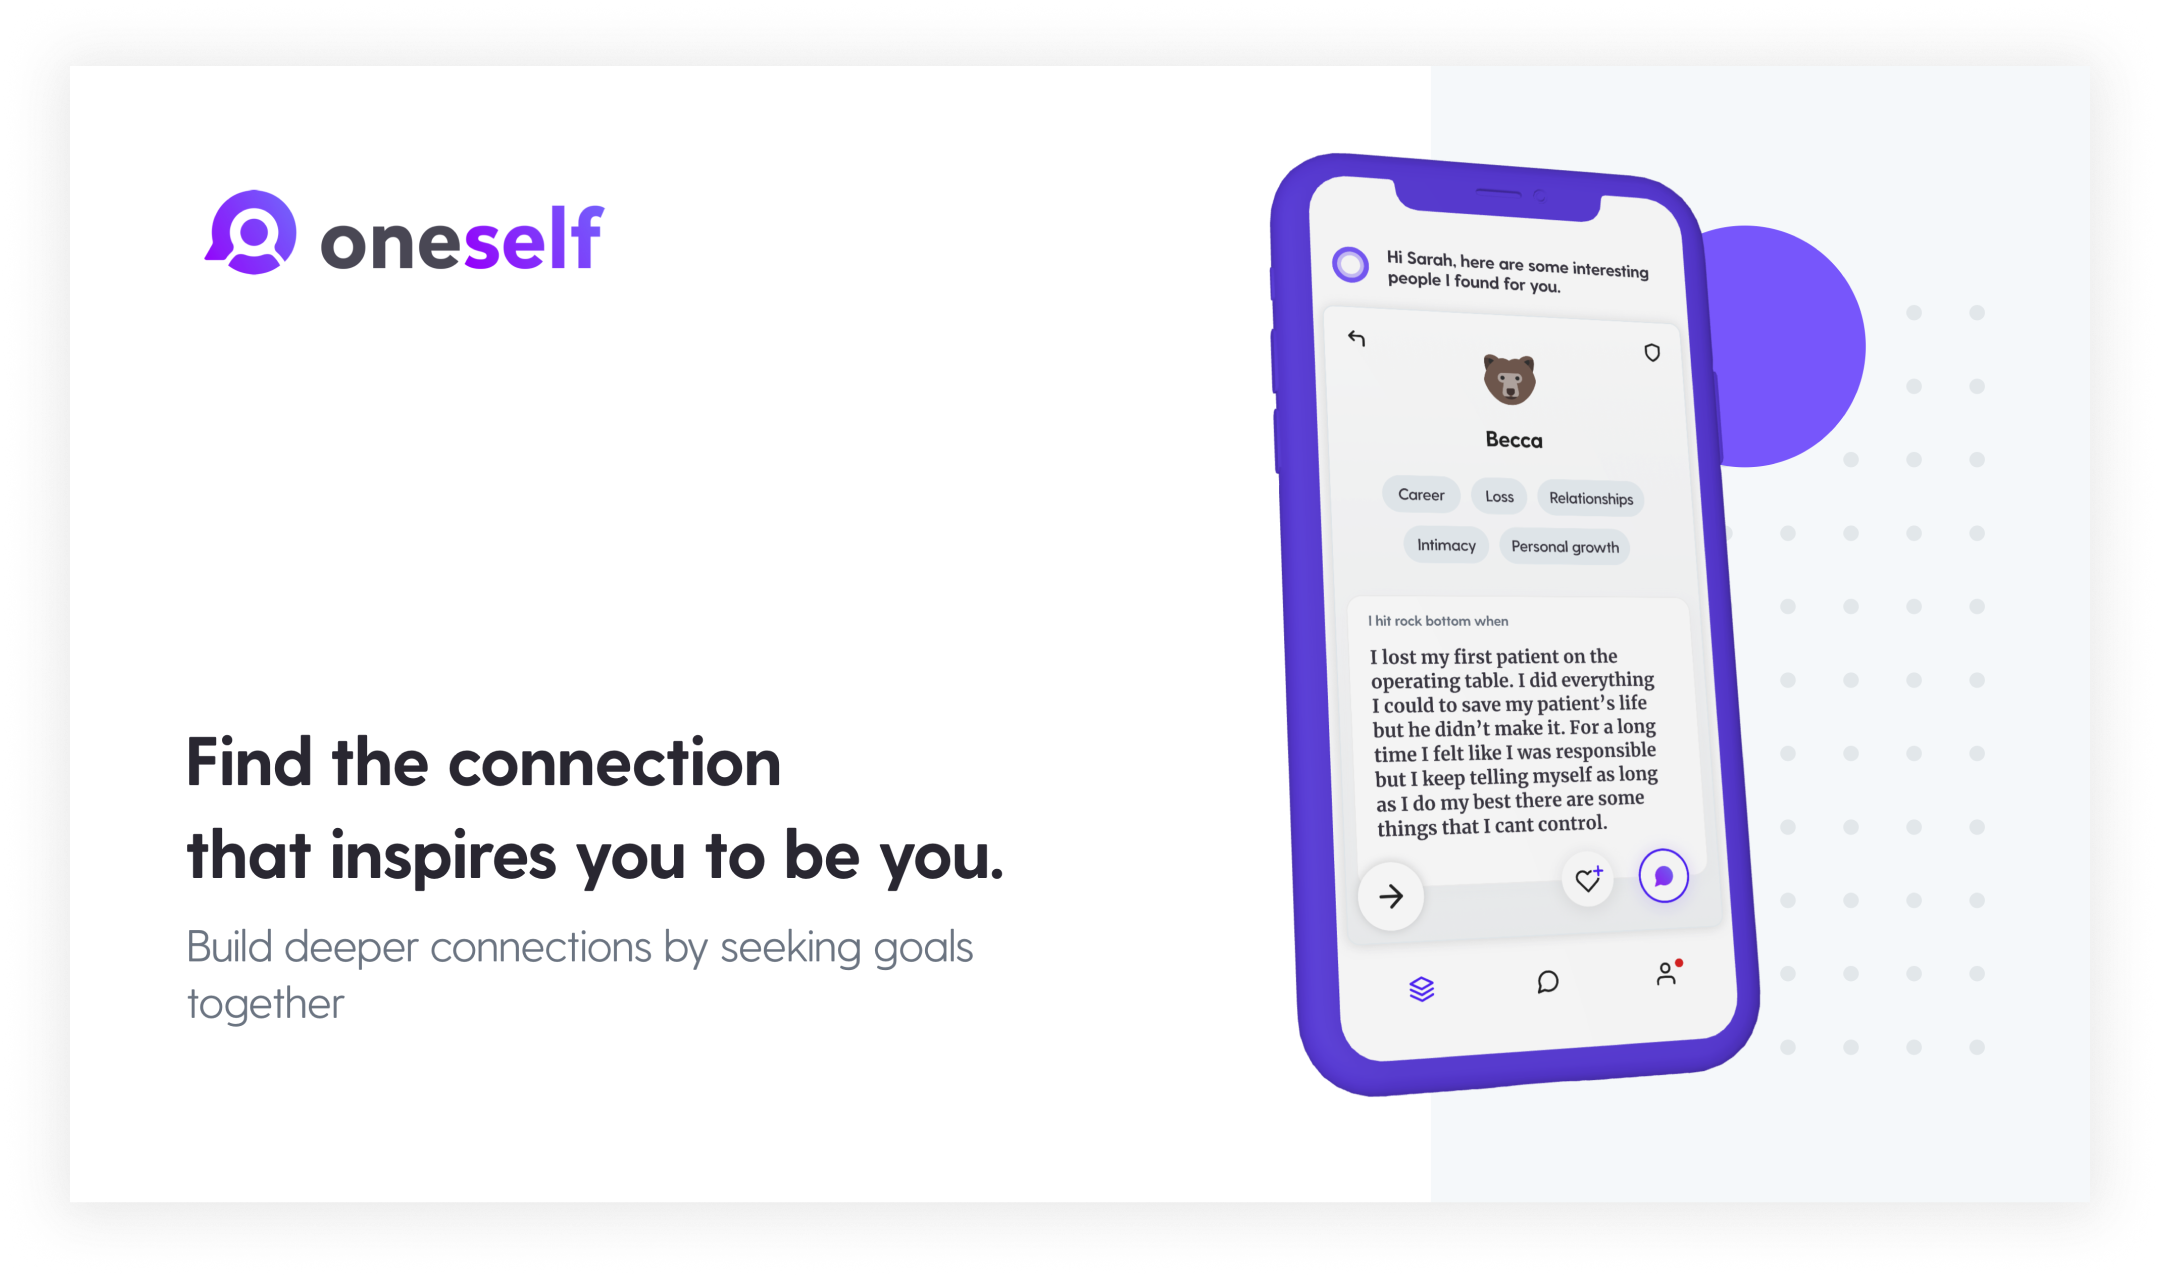 oneself
Find the connection
that inspires you to be you.
Build deeper connections by seeking goals
together
Hi Sarah, here are some interesting
people I found for you.
Becca
Career Loss Relationships
Intimacy Personal growth
I hit rock bottom when
I lost my first patient on the
operating table. I did everything
I could to save my patient’s life
but he didn’t make it. For a long
time I felt like I was responsible
but I keep telling myself as long
as I do my best there are some
things that I cant control.